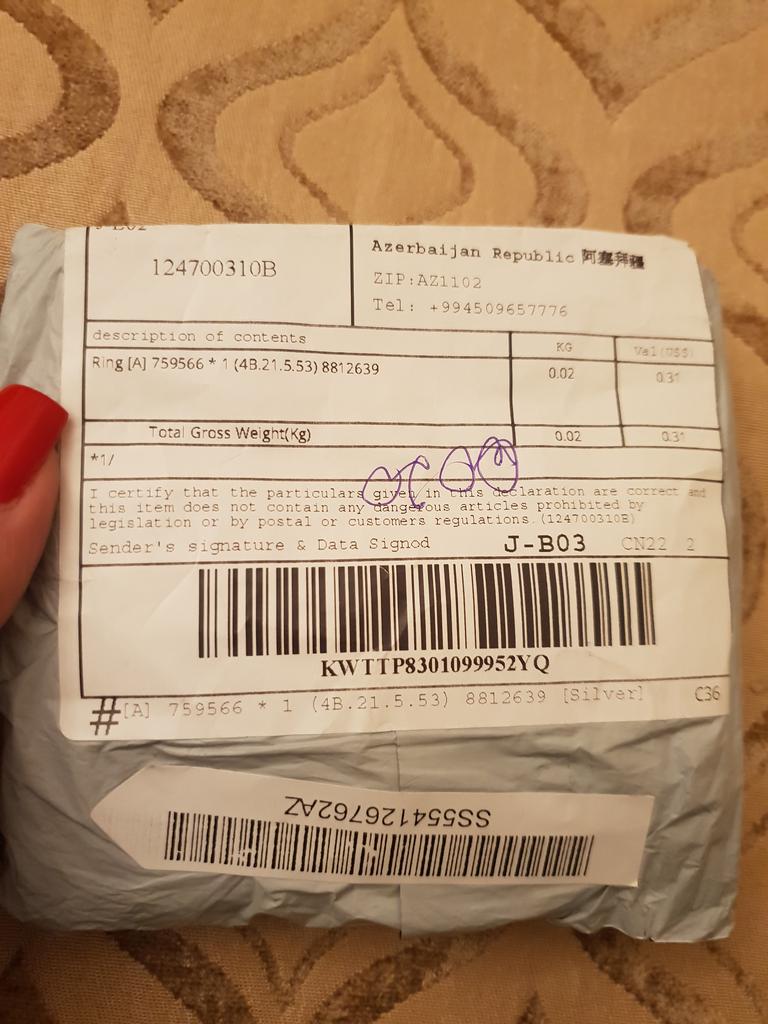 124700310B
Azerbaijan Republic 阿塞拜疆
ZIP:AZ1102
Tel: +994509657776
description of contents
KG
Val(US$)
Ring [A] 759566 * 1 (4B.21.5.53) 8812639
0.02
0.31
Total Gross Weight(Kg)
0.02
0.31
*1/
I certify that the particulars given in this declaration are correct and
this item does not contain any dangerous articles prohibited by
legislation or by postal or customers regulations.(124700310B)
Sender's signature & Data Signod
J-B03
CN22 2
KWTTP8301099952YQ
#[A] 759566 * 1 (4B.21.5.53) 8812639 [Silver]
C36
SS554126762AZ